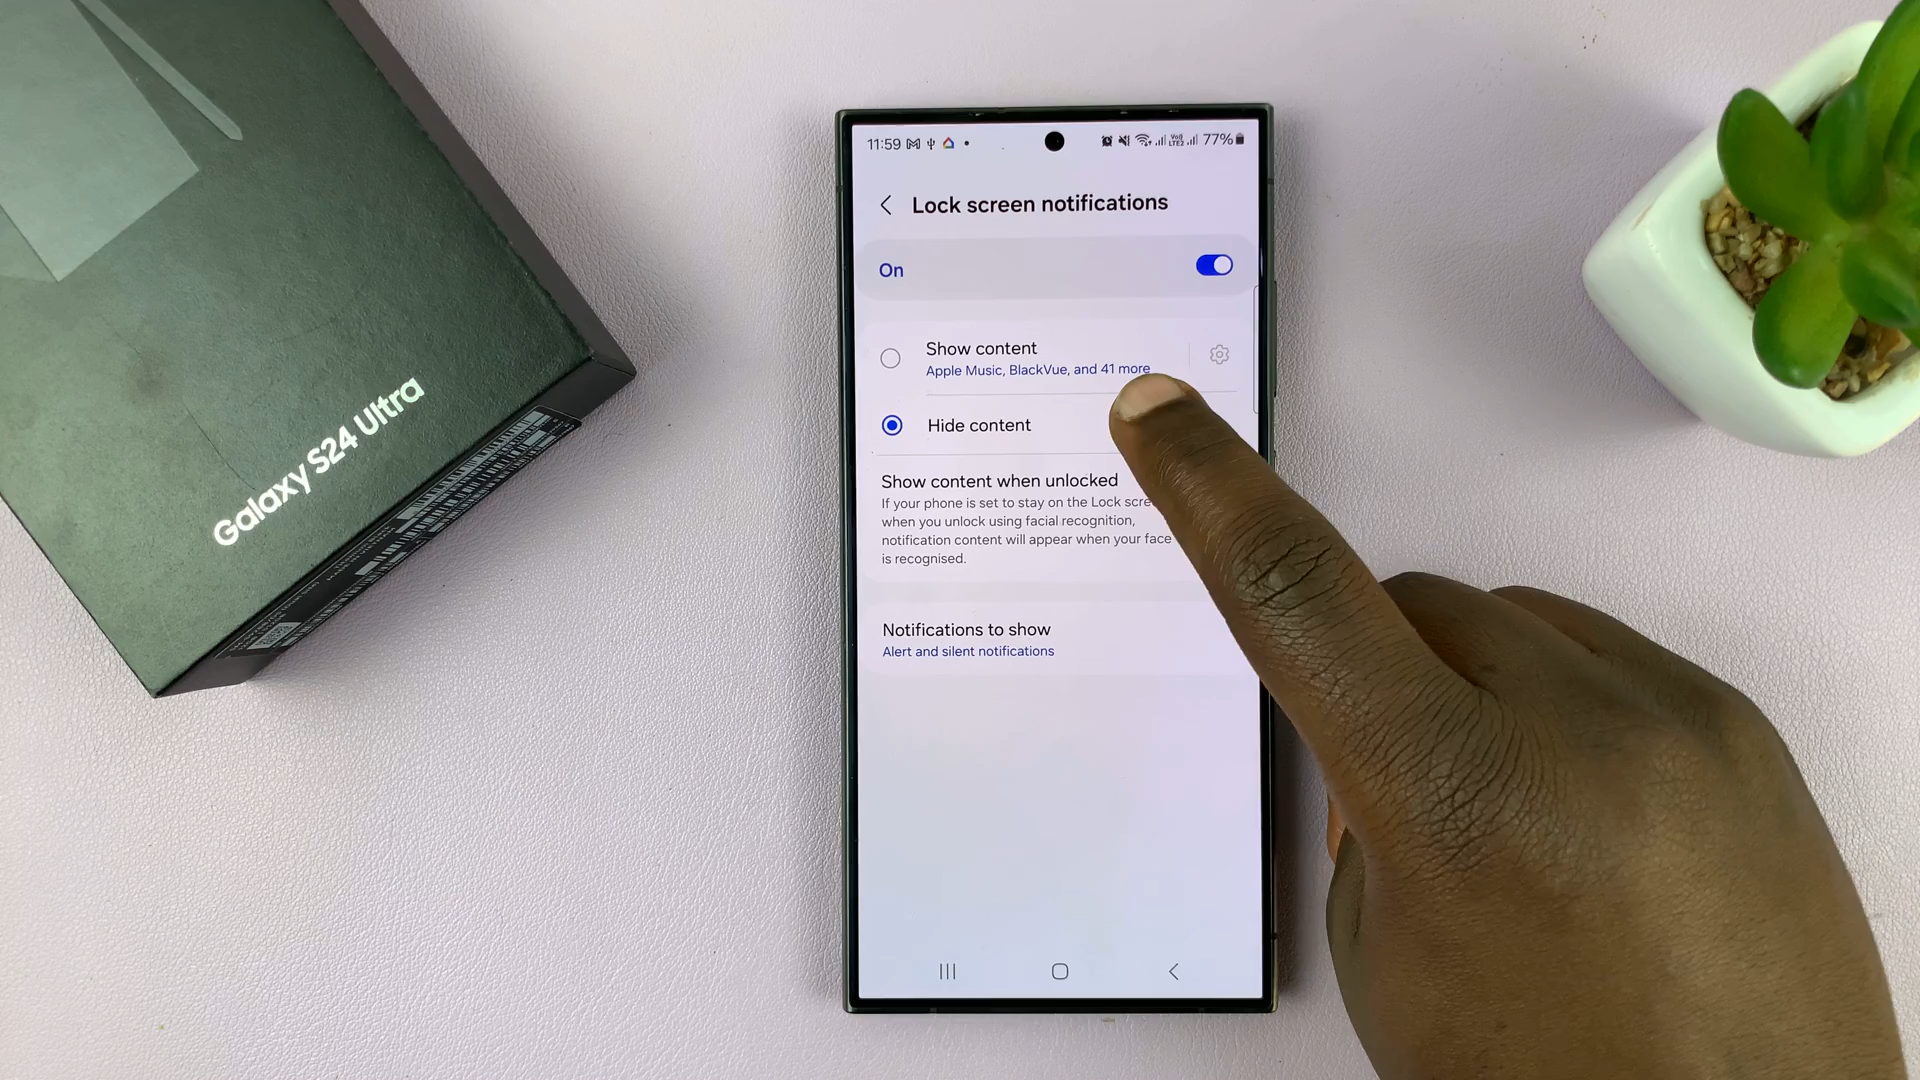 Galaxy S24 Ultra
11:59
77%
Lock screen notifications
On
Show content
Apple Music, BlackVue, and 41 more
Hide content
Show content when unlocked
If your phone is set to stay on the Lock scre
when you unlock using facial recognition,
notification content will appear when your face
is recognised.
Notifications to show
Alert and silent notifications